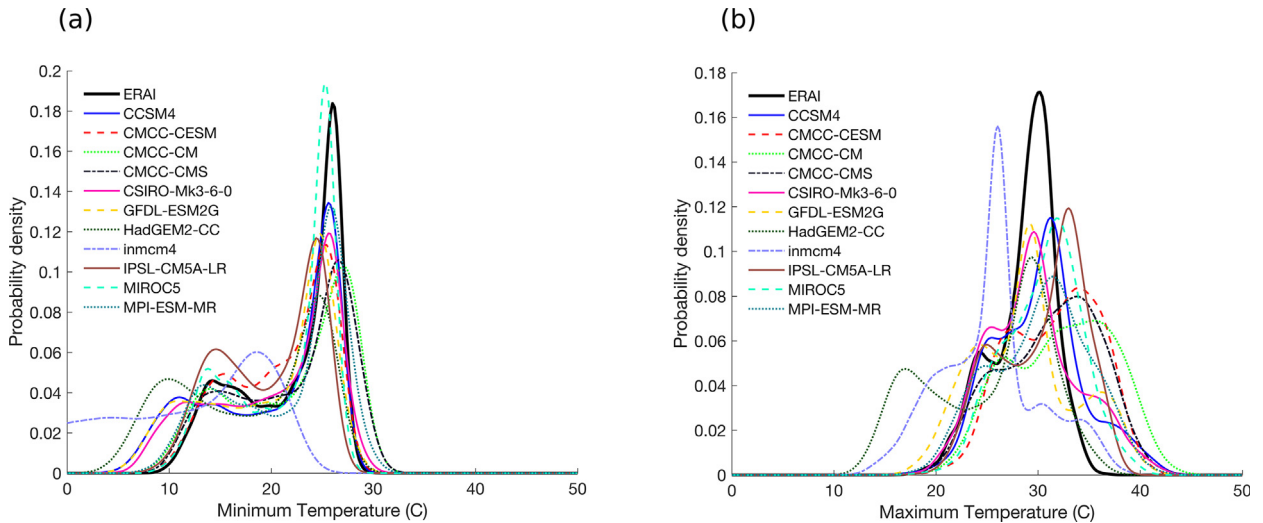 (a)
0.2
0.18
0.16
0.14
0.12
0.1
0.08
0.06
0.04
0.02
0
Probability density
ERAI
CCSM4
CMCC-CESM
CMCC-CM
CMCC-CMS
CSIRO-Mk3-6-0
GFDL-ESM2G
HadGEM2-CC
inmcm4
IPSL-CM5A-LR
MIROC5
MPI-ESM-MR
0 10 20 30 40 50
Minimum Temperature (C)
(b)
0.18
0.16
0.14
0.12
0.1
0.08
0.06
0.04
0.02
0
Probability density
ERAI
CCSM4
CMCC-CESM
CMCC-CM
CMCC-CMS
CSIRO-Mk3-6-0
GFDL-ESM2G
HadGEM2-CC
inmcm4
IPSL-CM5A-LR
MIROC5
MPI-ESM-MR
0 10 20 30 40 50
Maximum Temperature (C)